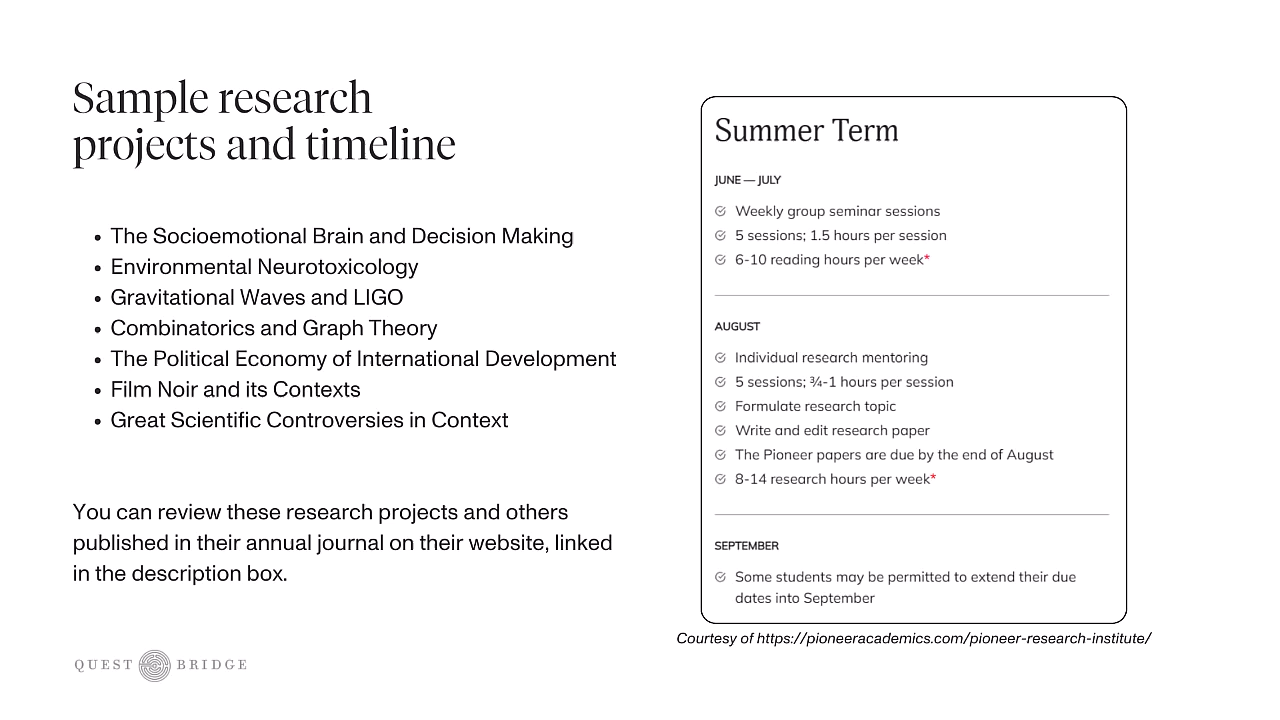 Sample research
projects and timeline
The Socioemotional Brain and Decision Making
Environmental Neurotoxicology
Gravitational Waves and LIGO
Combinatorics and Graph Theory
The Political Economy of International Development
Film Noir and its Contexts
Great Scientific Controversies in Context
You can review these research projects and others
published in their annual journal on their website, linked
in the description box.
QUEST BRIDGE
Summer Term
JUNE — JULY
Weekly group seminar sessions
5 sessions; 1.5 hours per session
6-10 reading hours per week*
AUGUST
Individual research mentoring
5 sessions; ¾-1 hours per session
Formulate research topic
Write and edit research paper
The Pioneer papers are due by the end of August
8-14 research hours per week*
SEPTEMBER
Some students may be permitted to extend their due
dates into September
Courtesy of https://pioneeracademics.com/pioneer-research-institute/